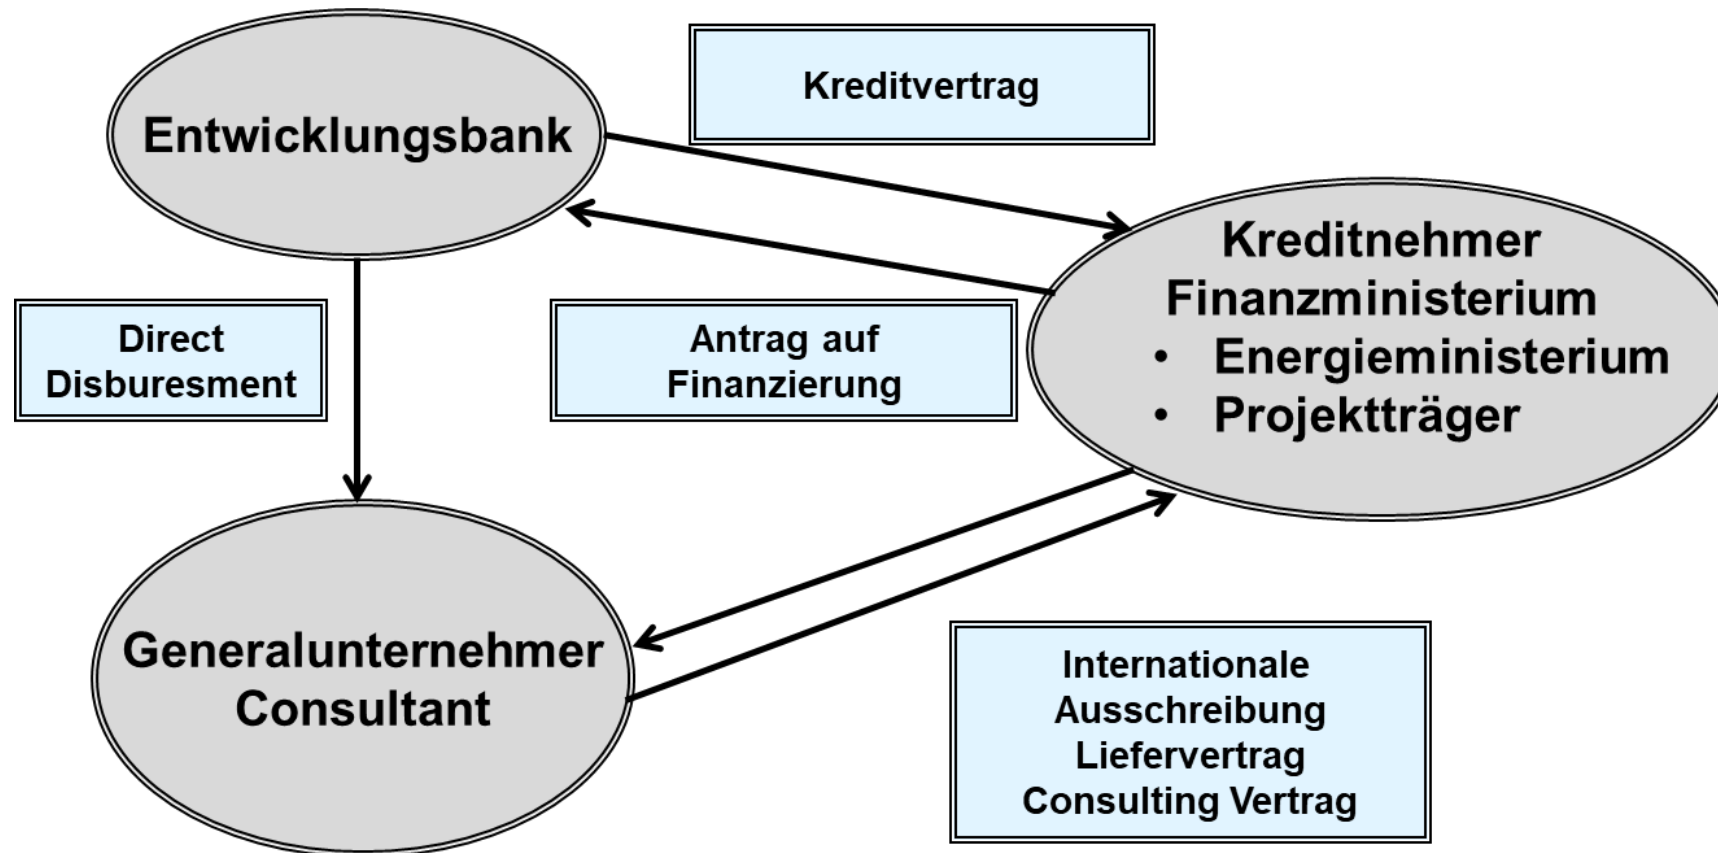 Kreditvertrag
Entwicklungsbank
Kreditnehmer
Finanzministerium
• Energieministerium
• Projektträger
Direct
Disburesment
Antrag auf
Finanzierung
Generalunternehmer
Consultant
Internationale
Ausschreibung
Liefervertrag
Consulting Vertrag